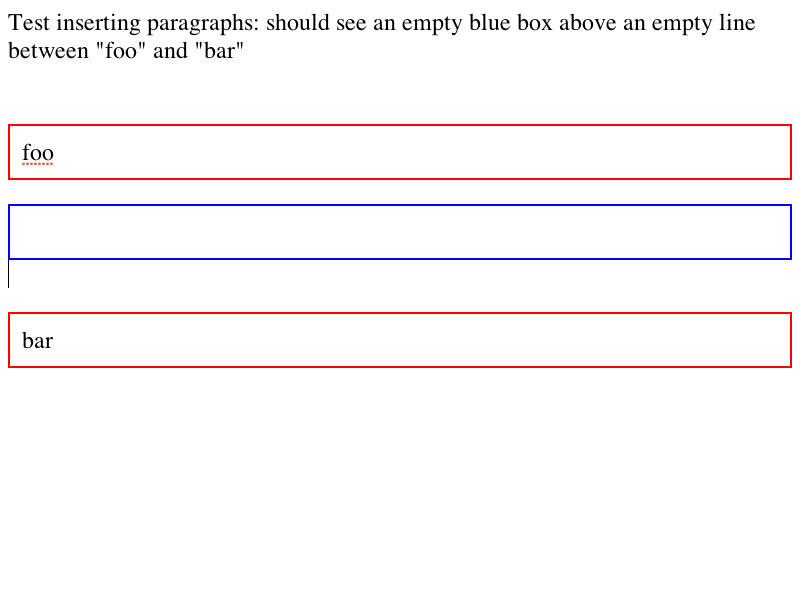 Test inserting paragraphs: should see an empty blue box above an empty line
between "foo" and "bar"
foo
bar